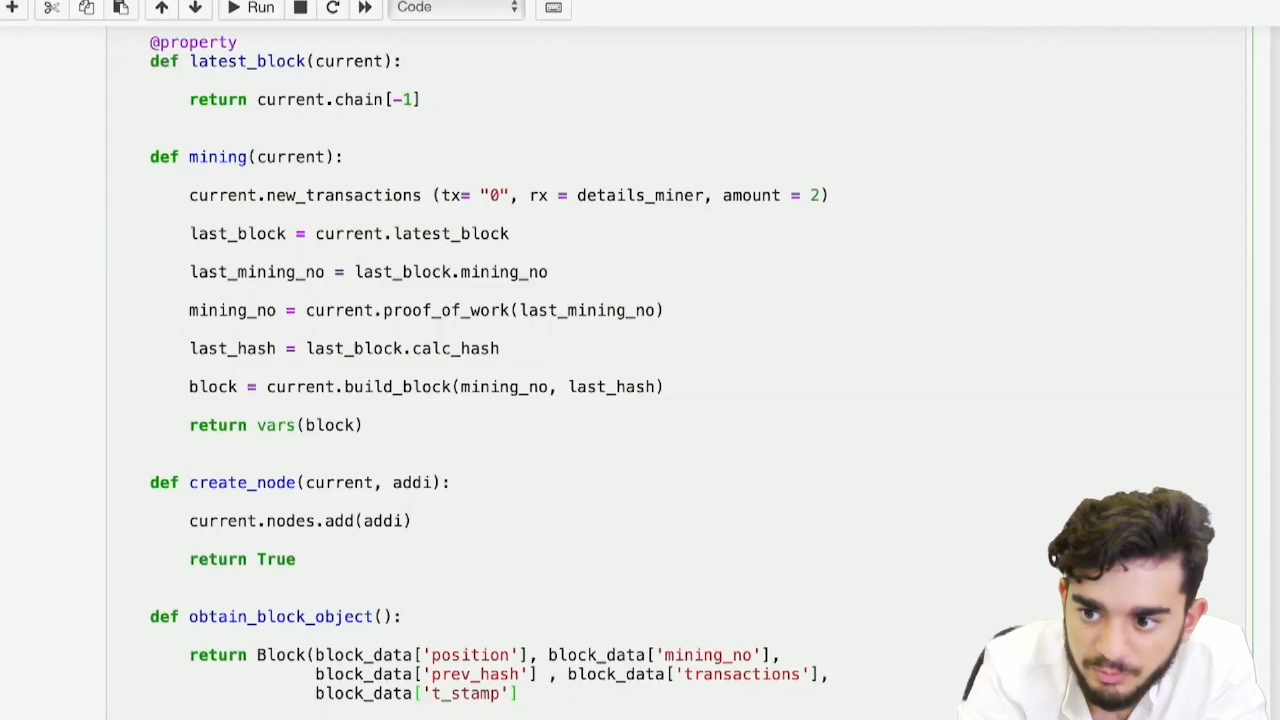 Run
Code
@property
def latest_block(current):
return current.chain[-1]
def mining(current):
current.new_transactions (tx= "0", rx = details_miner, amount = 2)
last_block = current.latest_block
last_mining_no = last_block.mining_no
mining_no = current.proof_of_work(last_mining_no)
last_hash = last_block.calc_hash
block = current.build_block(mining_no, last_hash)
return vars(block)
def create_node(current, addi):
current.nodes.add(addi)
return True
def obtain_block_object():
return Block(block_data['position'], block_data['mining_no'],
block_data['prev_hash'] , block_data['transactions'],
block_data['t_stamp']